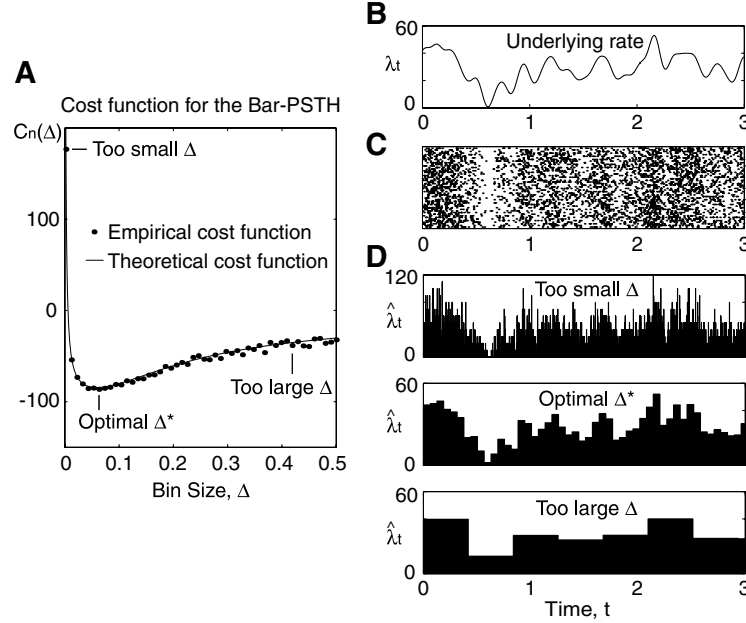 A
Cost function for the Bar-PSTH
Cn(Δ)
Too small Δ
100
Empirical cost function
Theoretical cost function
0
-100
Optimal Δ*
Too large Δ
0 0.1 0.2 0.3 0.4 0.5
Bin Size, Δ
B
60
λt
Underlying rate
0
0 1 2 3
C
0 1 2 3
D
120
λ̂t
Too small Δ
0
60
λ̂t
Optimal Δ*
0
60
λ̂t
Too large Δ
0
0 1 2 3
Time, t